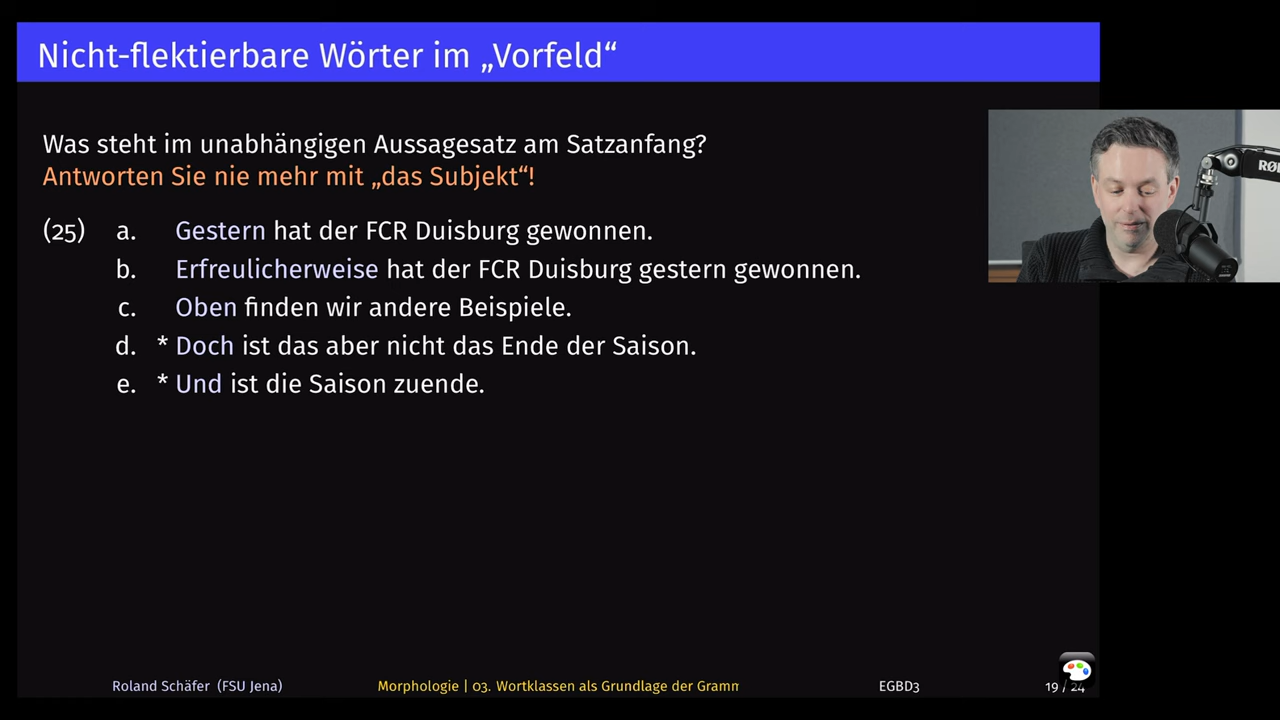 Nicht-flektierbare Wörter im „Vorfeld“
Was steht im unabhängigen Aussagesatz am Satzanfang?
Antworten Sie nie mehr mit „das Subjekt“!
(25) a. Gestern hat der FCR Duisburg gewonnen.
b. Erfreulicherweise hat der FCR Duisburg gestern gewonnen.
c. Oben finden wir andere Beispiele.
d. * Doch ist das aber nicht das Ende der Saison.
e. * Und ist die Saison zuende.
Roland Schäfer (FSU Jena) Morphologie | 03. Wortklassen als Grundlage der Gramm EGBD3 19 / 24